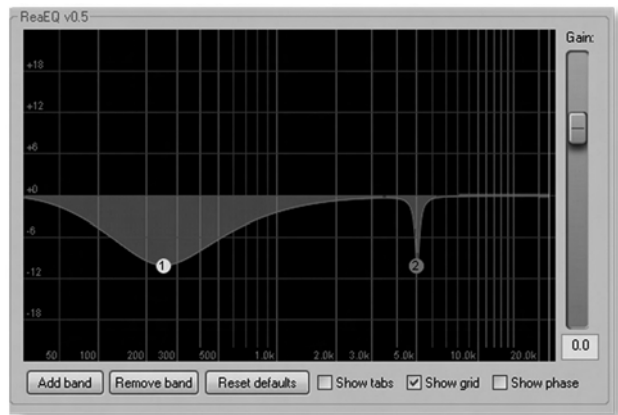 ReaEQ v0.5
Gain:
+18
+12
+6
+0
-6
-12
-18
1
2
50 100 200 300 500 1.0k 2.0k 3.0k 5.0k 10.0k 20.0k
0.0
Add band Remove band Reset defaults Show tabs Show grid Show phase